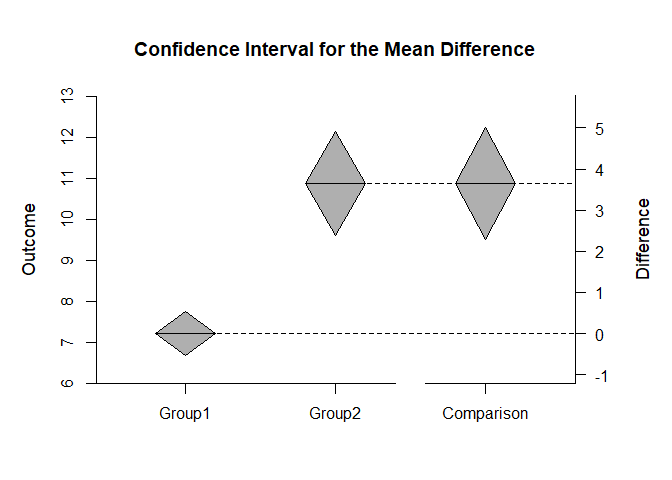 Confidence Interval for the Mean Difference
Outcome
13
12
11
10
9
8
7
6
5
4
3
2
1
0
-1
Difference
Group1
Group2
Comparison